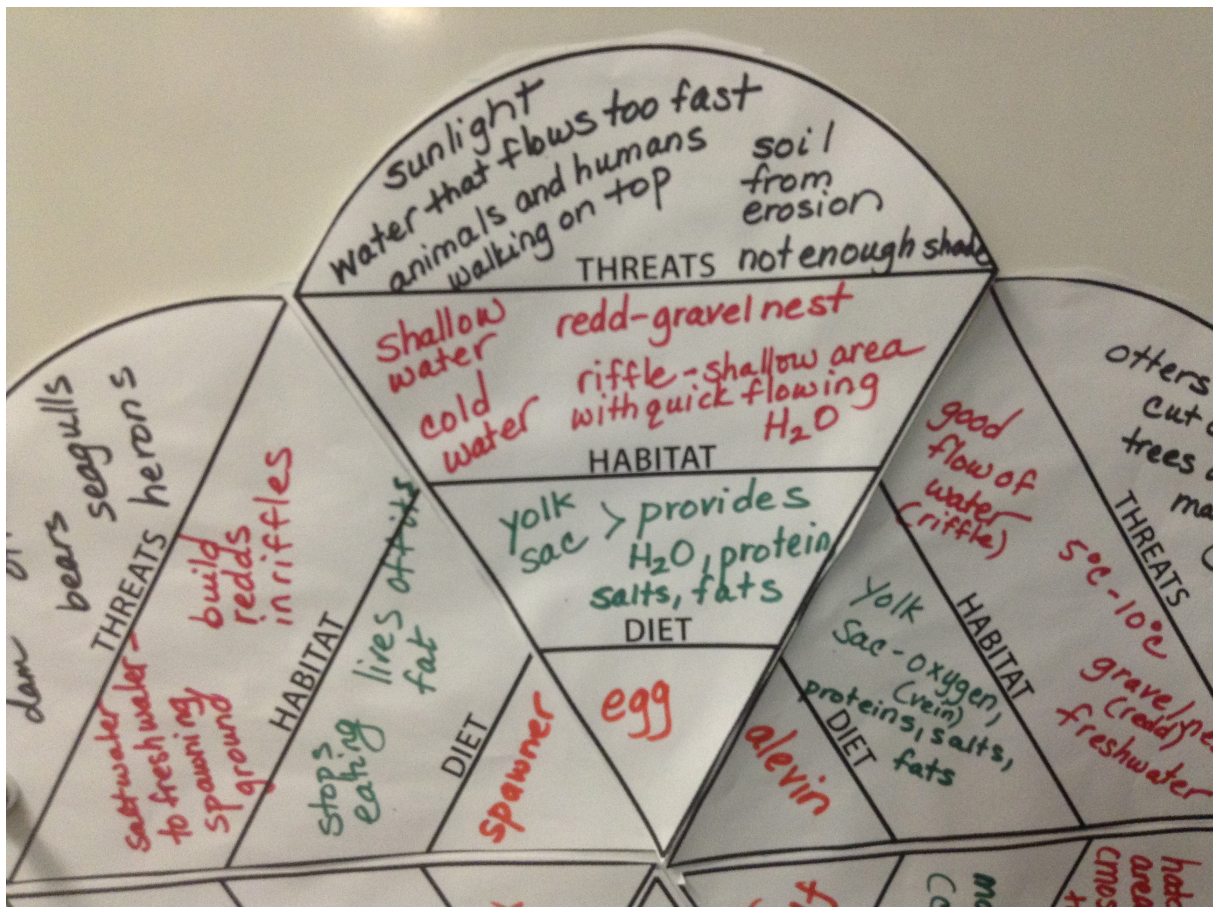 sunlight
water that flows too fast
animals and humans
walking on top
soil
from
erosion
not enough shade
THREATS
shallow
water
cold
water
redd-gravel nest
riffle-shallow area
with quick flowing
H₂O
HABITAT
yolk
sac > provides
H₂O, protein
salts, fats
DIET
egg
dam
bears
seagulls
herons
THREATS
saltwater-
to freshwater
spawning
ground
build
redds
in riffles
HABITAT
stops
eating
lives off its
fat
DIET
spawner
otters
cut
trees
THREATS
good
flow of
water
(riffle)
5°C-10°C
gravel
(redd)
freshwater
HABITAT
yolk
sac-oxygen,
(vein)
proteins, salts,
fats
DIET
alevin